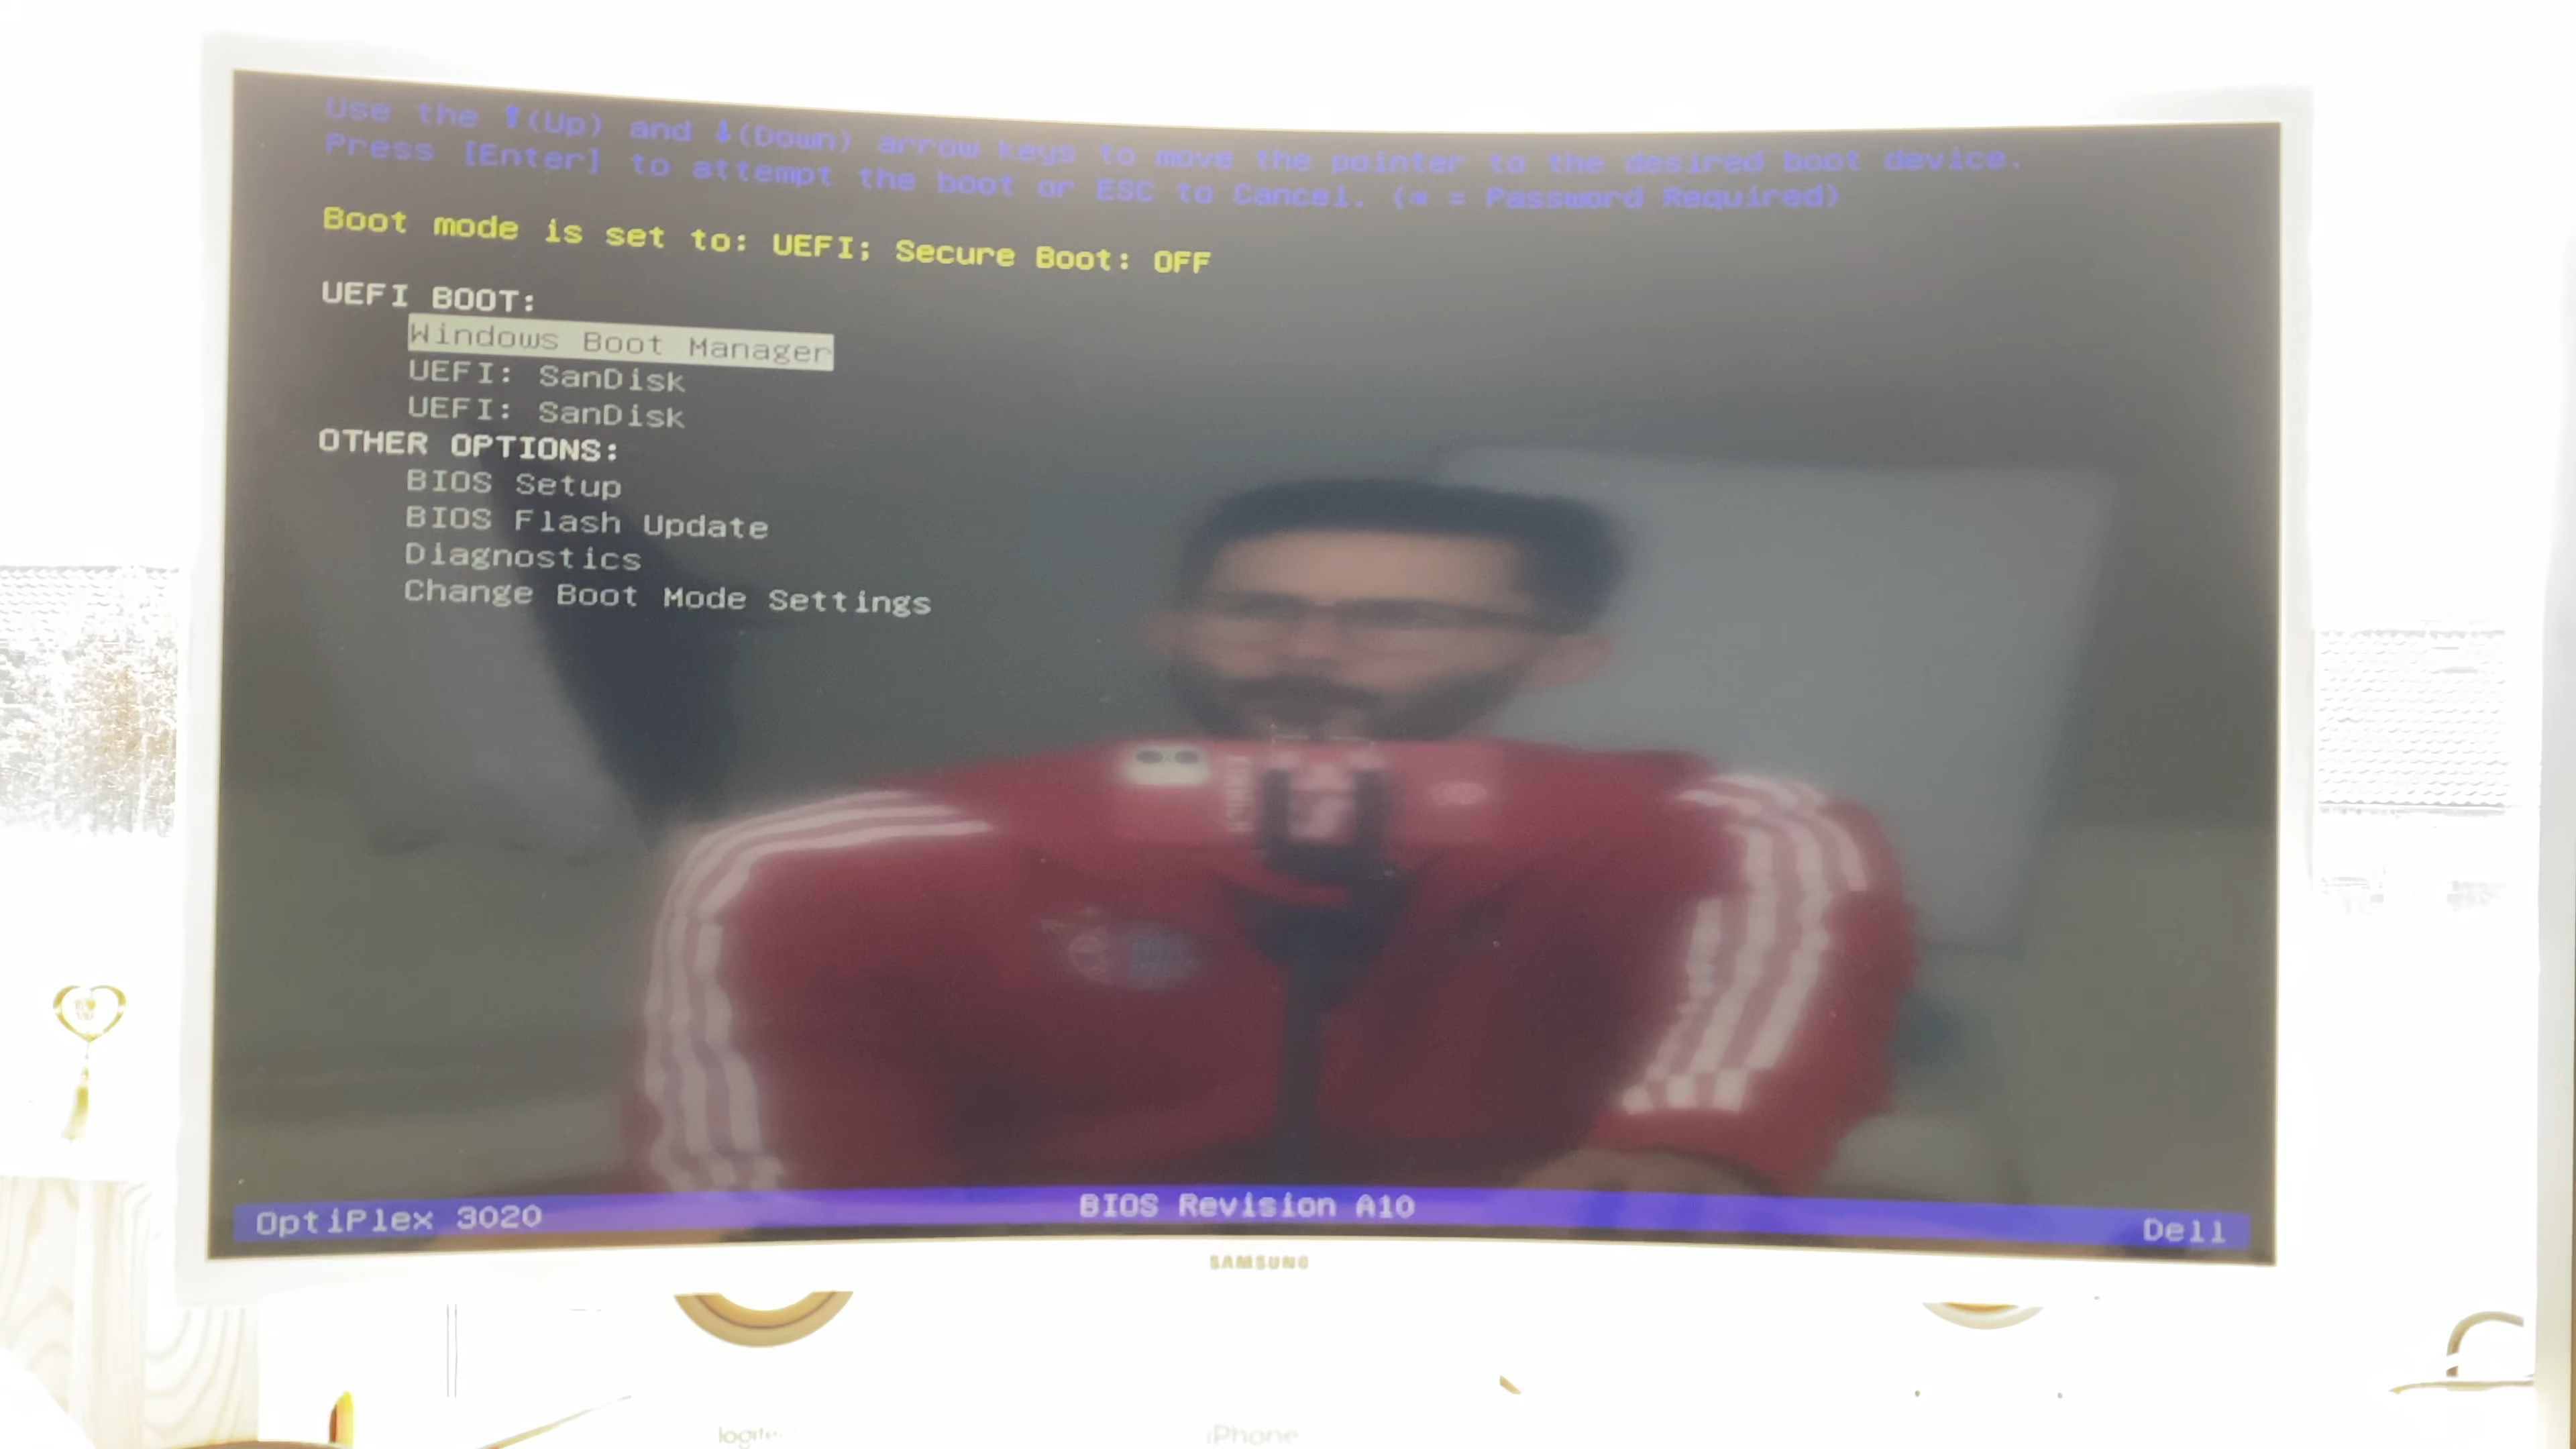 Use the ↑(Up) and ↓(Down) arrow keys to move the pointer to the desired boot device.
Press [Enter] to attempt the boot or ESC to Cancel. (* = Password Required)
Boot mode is set to: UEFI; Secure Boot: OFF
UEFI BOOT:
Windows Boot Manager
UEFI: SanDisk
UEFI: SanDisk
OTHER OPTIONS:
BIOS Setup
BIOS Flash Update
Diagnostics
Change Boot Mode Settings
OptiPlex 3020 BIOS Revision A10 Dell
SAMSUNG
iPhone